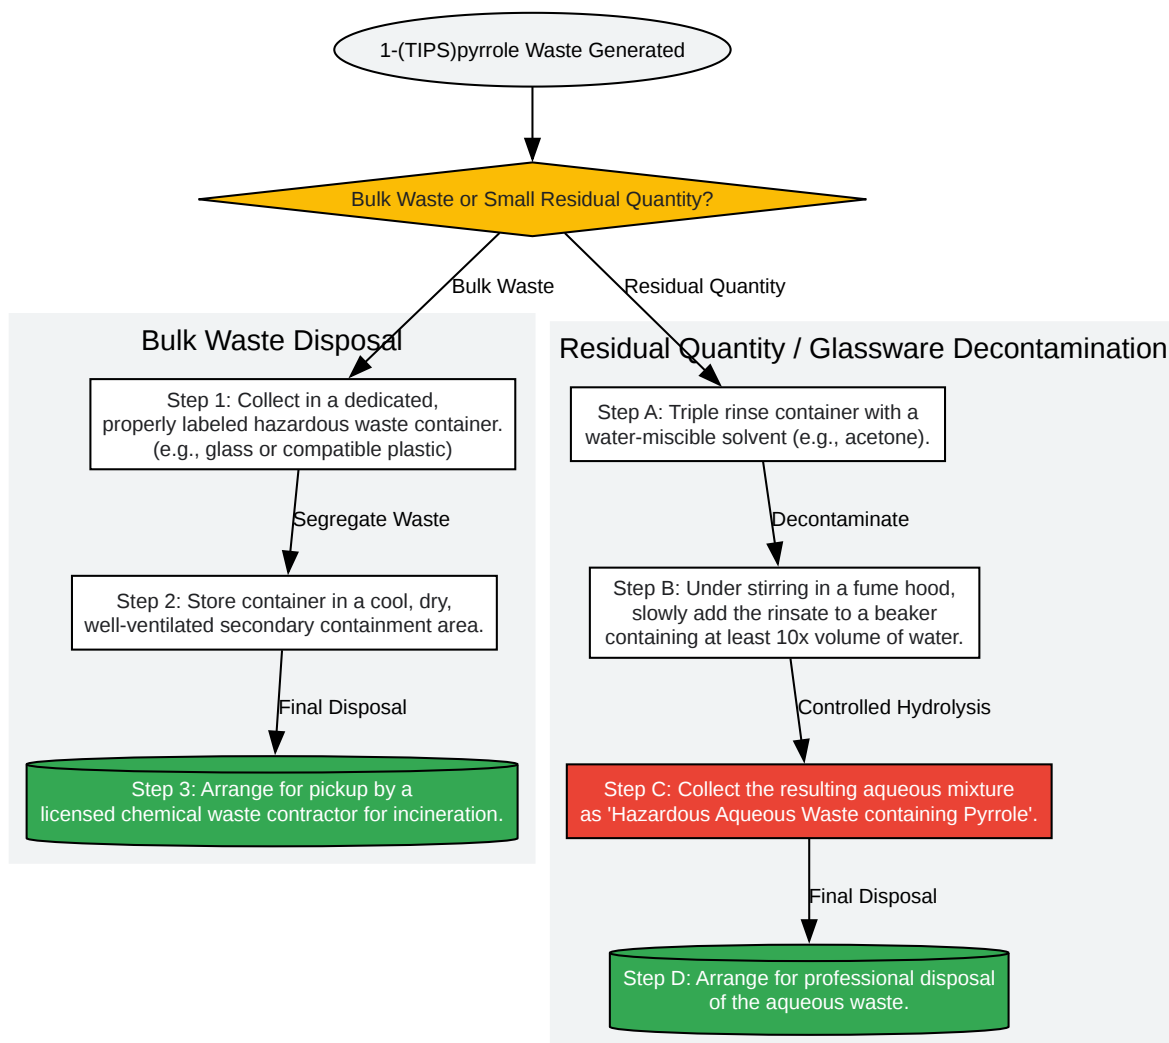 1-(TIPS)pyrrole Waste Generated
Bulk Waste or Small Residual Quantity?
Bulk Waste
Residual Quantity
Bulk Waste Disposal
Step 1: Collect in a dedicated,
properly labeled hazardous waste container.
(e.g., glass or compatible plastic)
Segregate Waste
Step 2: Store container in a cool, dry,
well-ventilated secondary containment area.
Final Disposal
Step 3: Arrange for pickup by a
licensed chemical waste contractor for incineration.
Residual Quantity / Glassware Decontamination
Step A: Triple rinse container with a
water-miscible solvent (e.g., acetone).
Decontaminate
Step B: Under stirring in a fume hood,
slowly add the rinsate to a beaker
containing at least 10x volume of water.
Controlled Hydrolysis
Step C: Collect the resulting aqueous mixture
as 'Hazardous Aqueous Waste containing Pyrrole'.
Final Disposal
Step D: Arrange for professional disposal
of the aqueous waste.